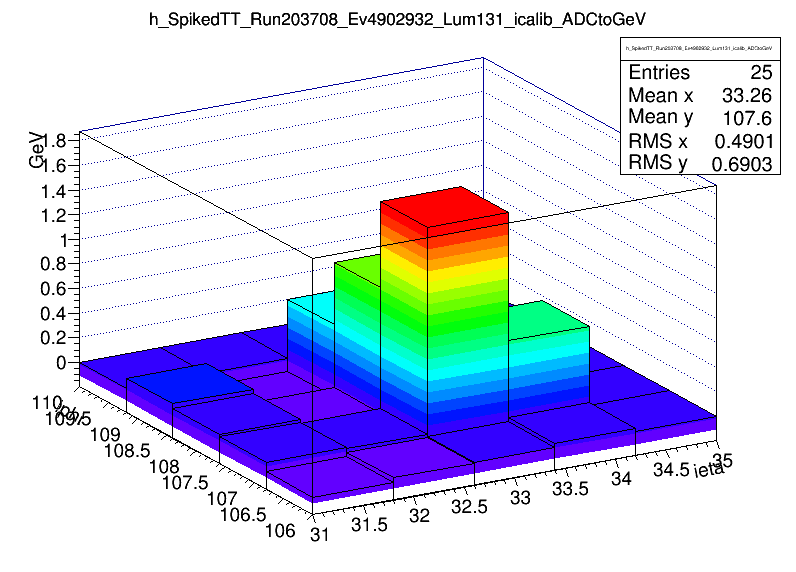 h_SpikedTT_Run203708_Ev4902932_Lum131_icalib_ADCtoGeV
h_SpikedTT_Run203708_Ev4902932_Lum131_icalib_ADCtoGeV
Entries 25
Mean x 33.26
Mean y 107.6
RMS x 0.4901
RMS y 0.6903
GeV
1.8
1.6
1.4
1.2
1
0.8
0.6
0.4
0.2
0
110
109.5
109
108.5
108
107.5
107
106.5
106
iphi
31
31.5
32
32.5
33
33.5
34
34.5
35
ieta